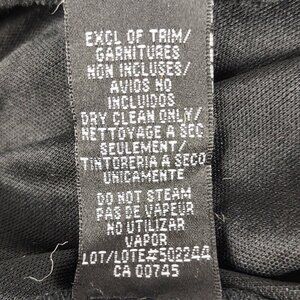 EXCL OF TRIM/
GARNITURES
NON INCLUSES/
AVIOS NO
INCLUIDOS
DRY CLEAN ONLY/
NETTOYAGE A SEC
SEULEMENT/
TINTORERIA A SECO
UNICAMENTE
DO NOT STEAM
PAS DE VAPEUR
NO UTILIZAR
VAPOR
LOT/LOTE#502244
CA 00745